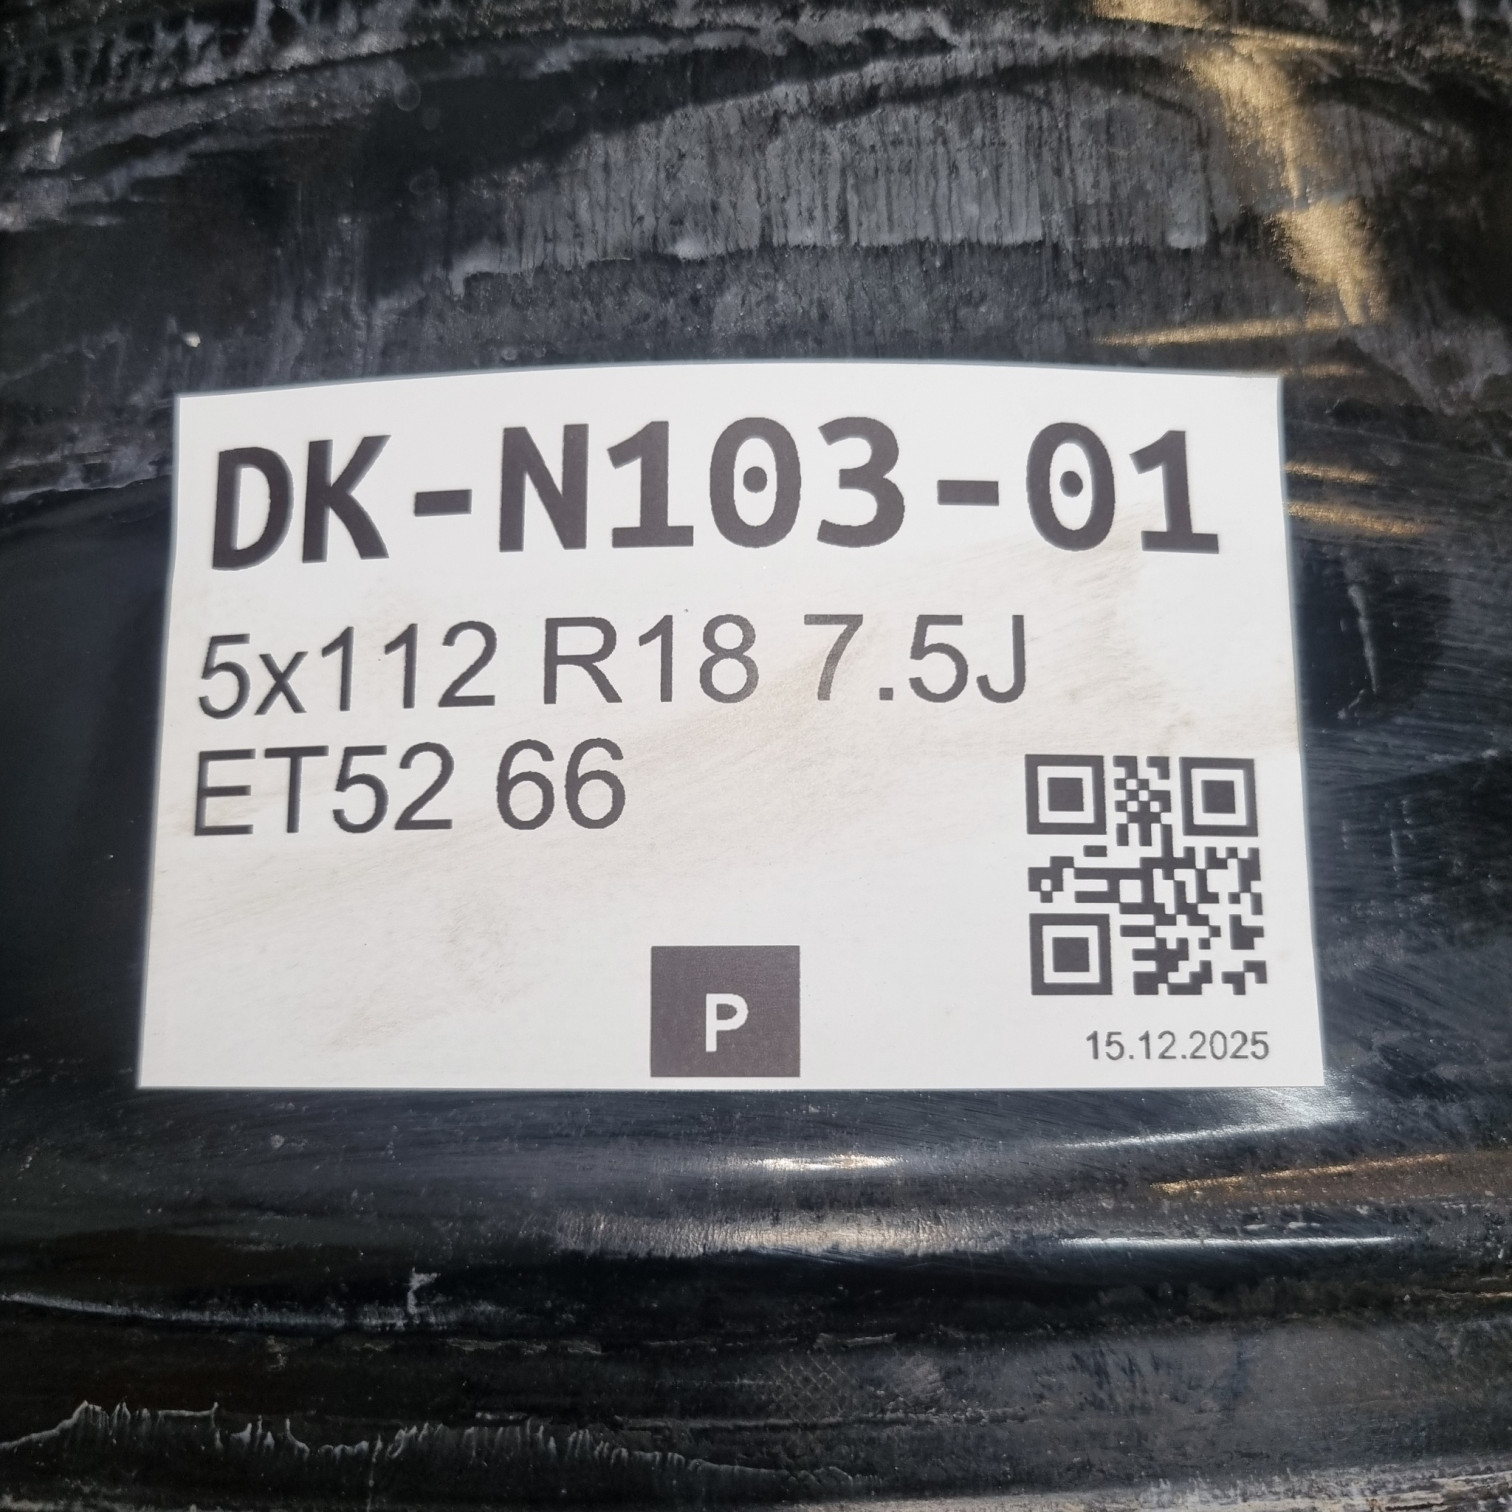 DK-N103-01
5x112 R18 7.5J
ET52 66
P
15.12.2025